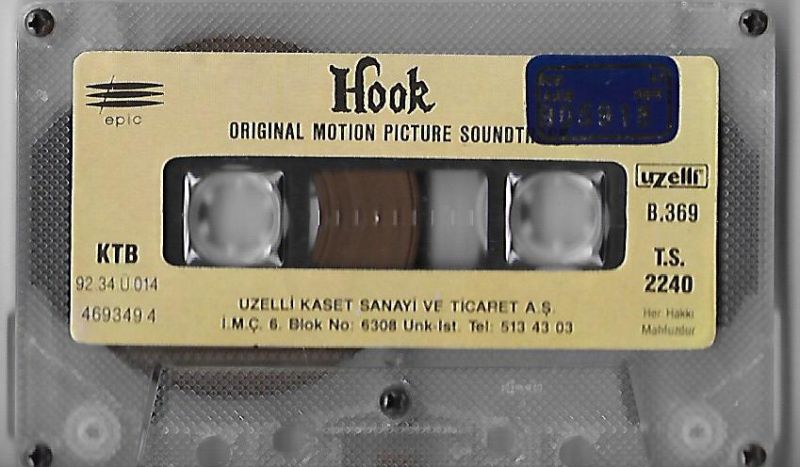 Hook
epic
ORIGINAL MOTION PICTURE
uzelli
B.369
KTB
T.S.
92 34 Ü 014
2240
469349 4
UZELLİ KASET SANAYİ VE TİCARET A.Ş.
İ.M.Ç. 6. Blok No: 6308 Unk-İst. Tel: 513 43 03
Her Hakkı
Mahfuzdur